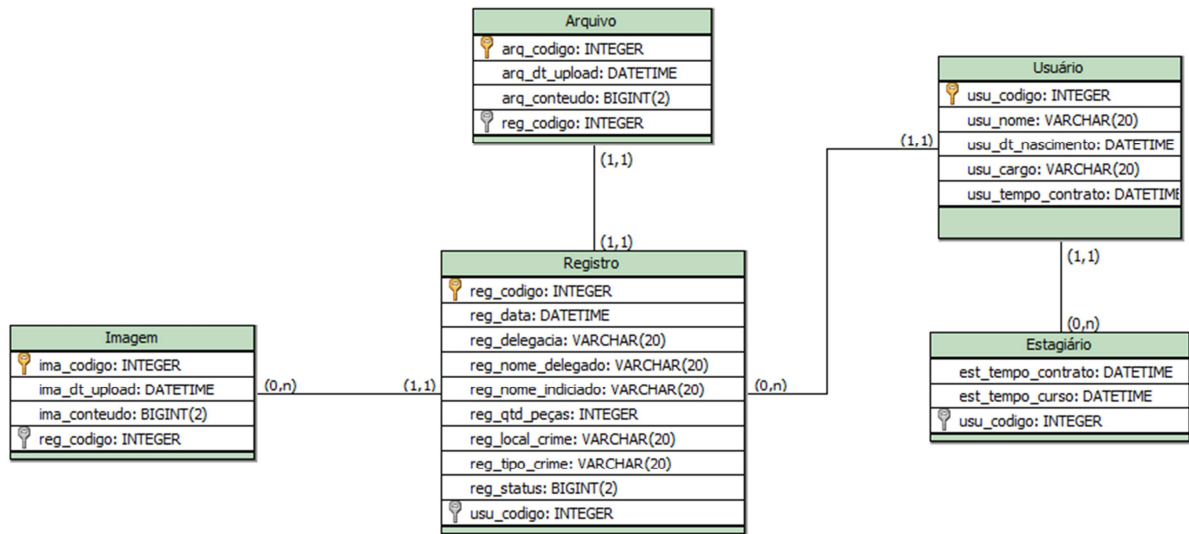 Arquivo
arq_codigo: INTEGER
arq_dt_upload: DATETIME
arq_conteudo: BIGINT(2)
reg_codigo: INTEGER
(1,1)
(1,1)
Usuário
usu_codigo: INTEGER
usu_nome: VARCHAR(20)
usu_dt_nascimento: DATETIME
usu_cargo: VARCHAR(20)
usu_tempo_contrato: DATETIME
(1,1)
(1,1)
(0,n)
Registro
reg_codigo: INTEGER
reg_data: DATETIME
reg_delegacia: VARCHAR(20)
reg_nome_delegado: VARCHAR(20)
reg_nome_indiciado: VARCHAR(20)
reg_qtd_peças: INTEGER
reg_local_crime: VARCHAR(20)
reg_tipo_crime: VARCHAR(20)
reg_status: BIGINT(2)
usu_codigo: INTEGER
(0,n)
Imagem
ima_codigo: INTEGER
ima_dt_upload: DATETIME
ima_conteudo: BIGINT(2)
reg_codigo: INTEGER
(0,n)
(1,1)
Estagiário
est_tempo_contrato: DATETIME
est_tempo_curso: DATETIME
usu_codigo: INTEGER